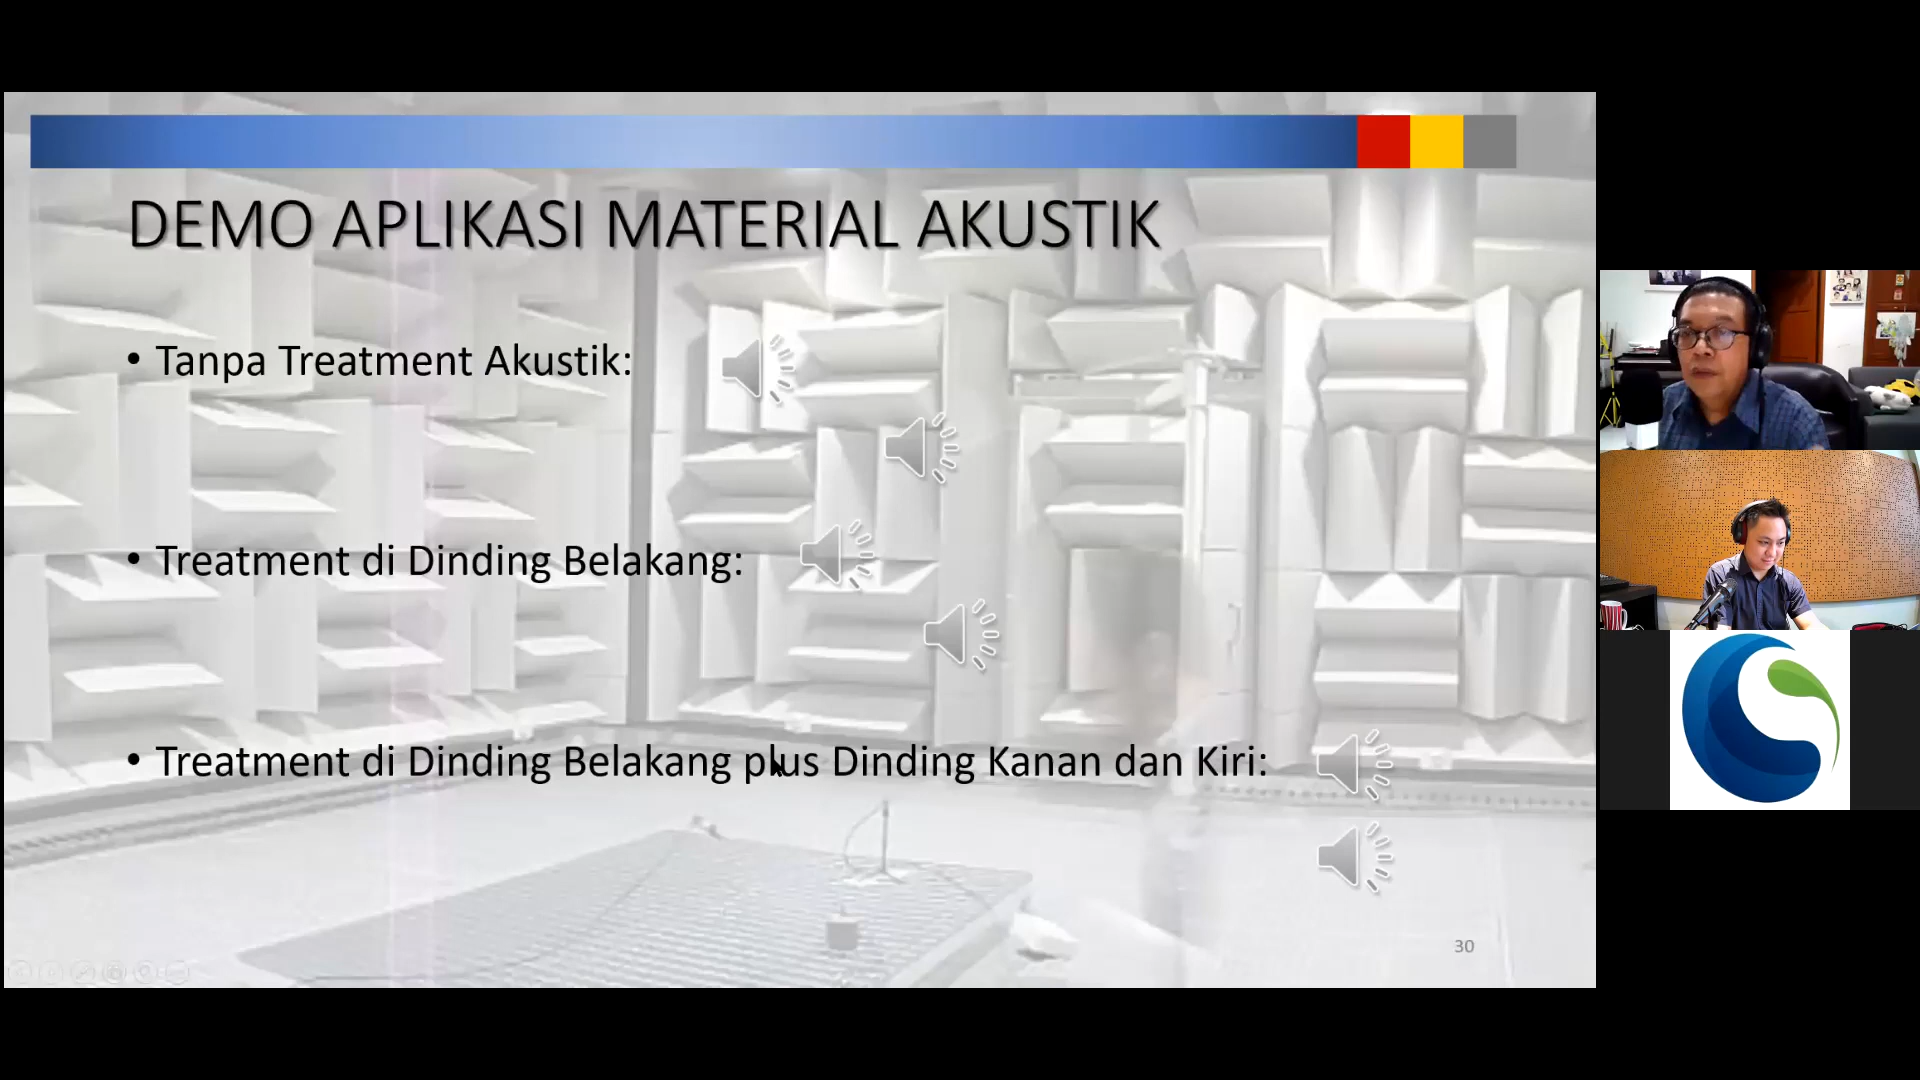 DEMO APLIKASI MATERIAL AKUSTIK
• Tanpa Treatment Akustik:
• Treatment di Dinding Belakang:
• Treatment di Dinding Belakang plus Dinding Kanan dan Kiri:
30